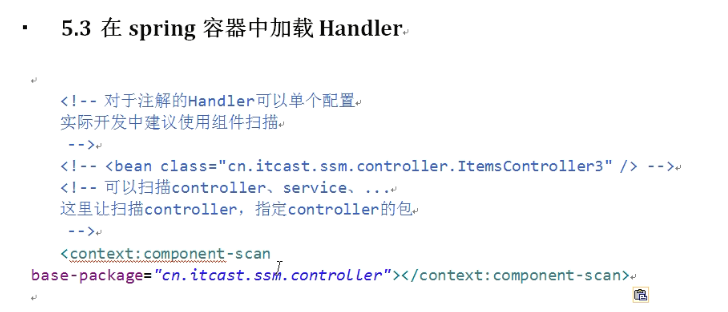 ▪ 5.3 在 spring 容器中加载 Handler
<!-- 对于注解的Handler可以单个配置
实际开发中建议使用组件扫描
-->
<!-- <bean class="cn.itcast.ssm.controller.ItemsController3" /> -->
<!-- 可以扫描controller、service、...
这里让扫描controller，指定controller的包
-->
<context:component-scan
base-package="cn.itcast.ssm.controller"></context:component-scan>